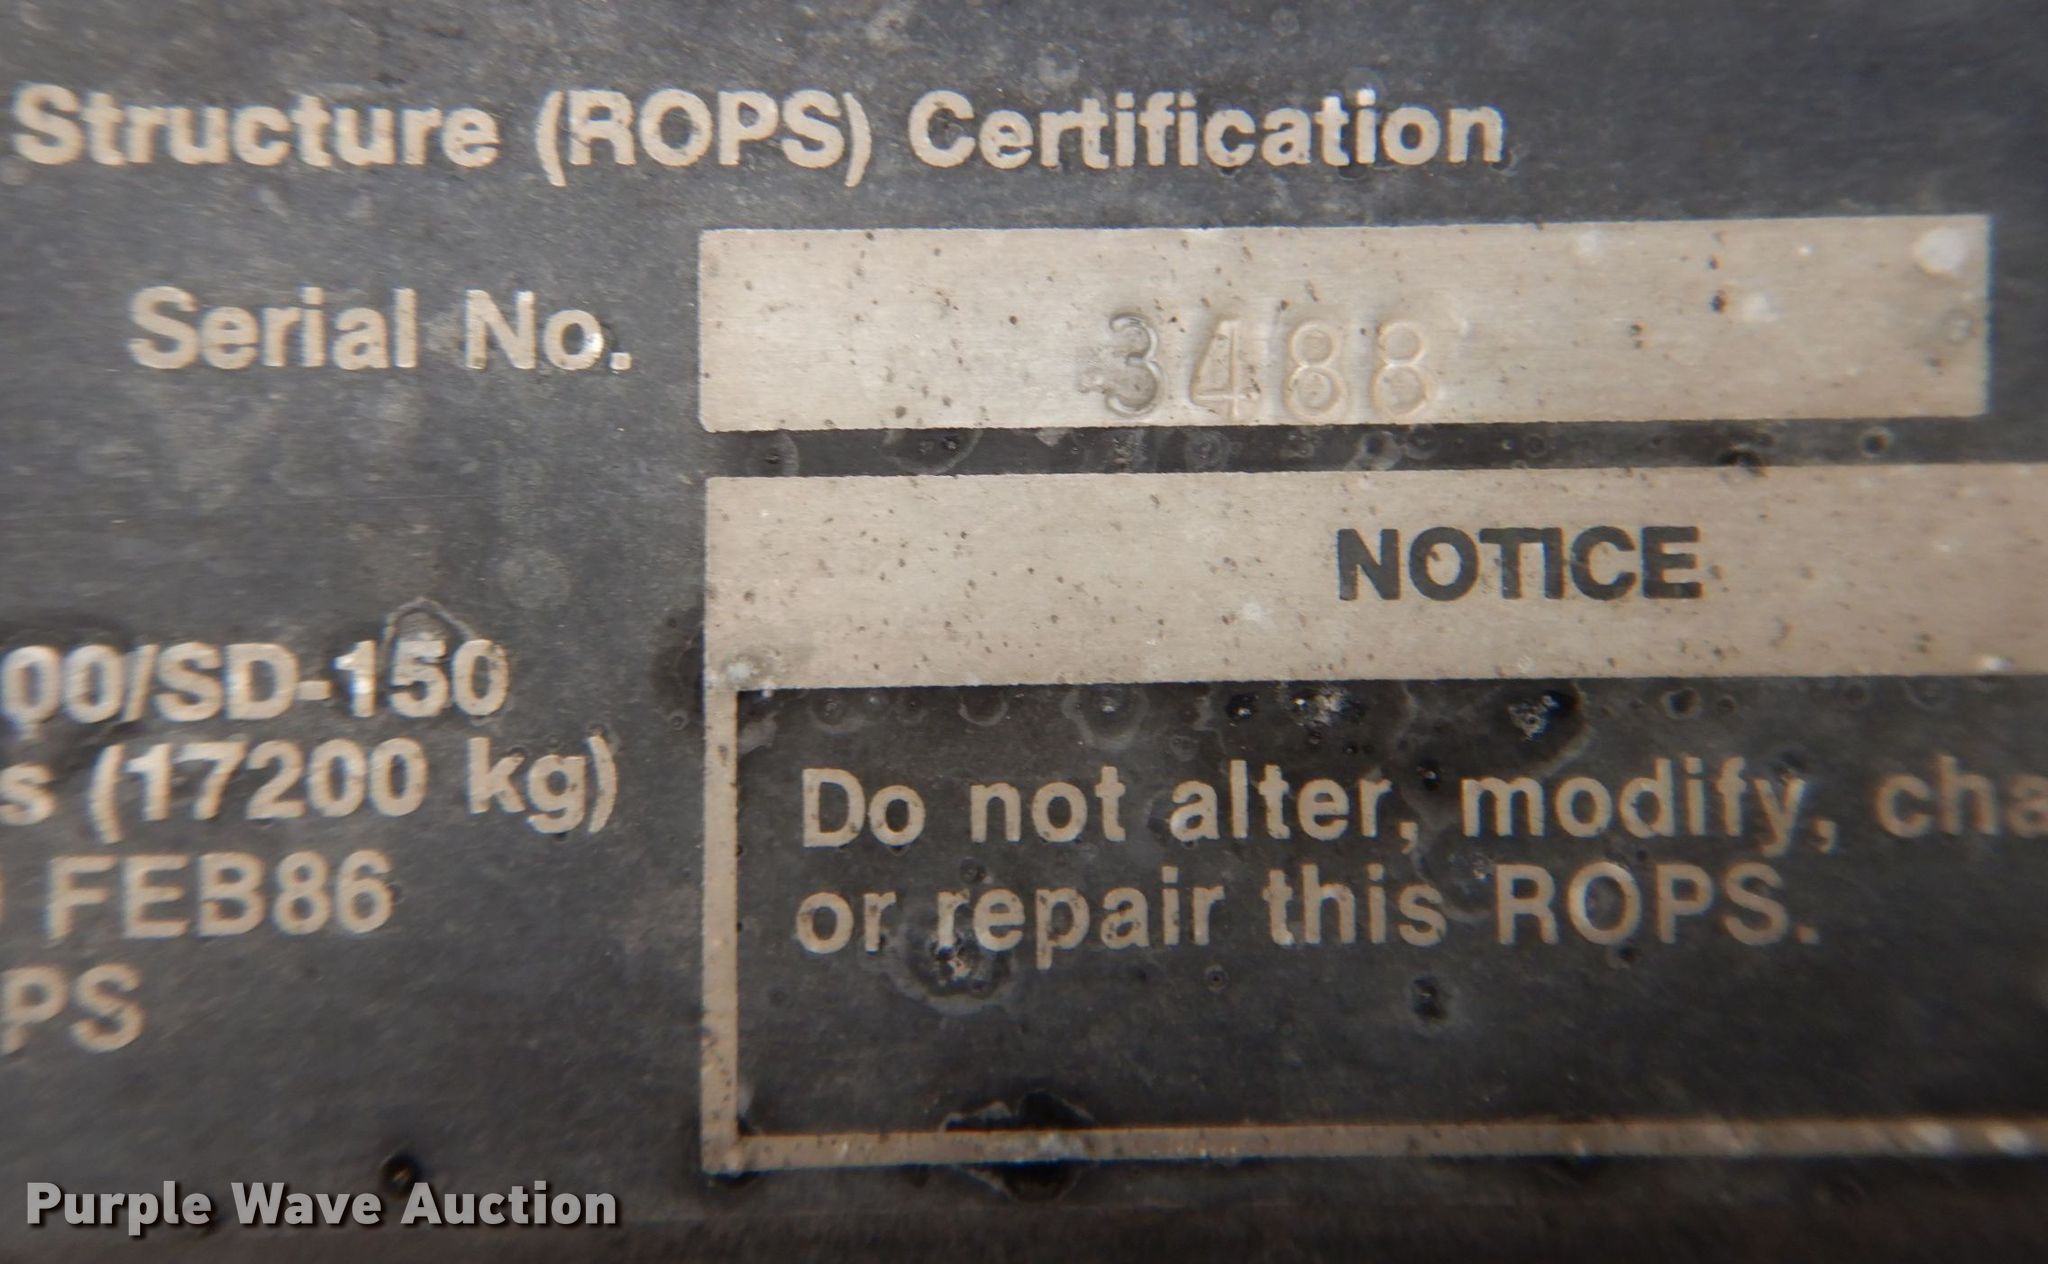 Structure (ROPS) Certification
Serial No. 3488
NOTICE
00/SD-150
s (17200 kg)
FEB86
PS
Do not alter, modify, cha
or repair this ROPS.
Purple Wave Auction